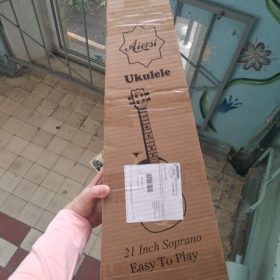 Aiersi
Ukulele
21 Inch Soprano
Easy To Play